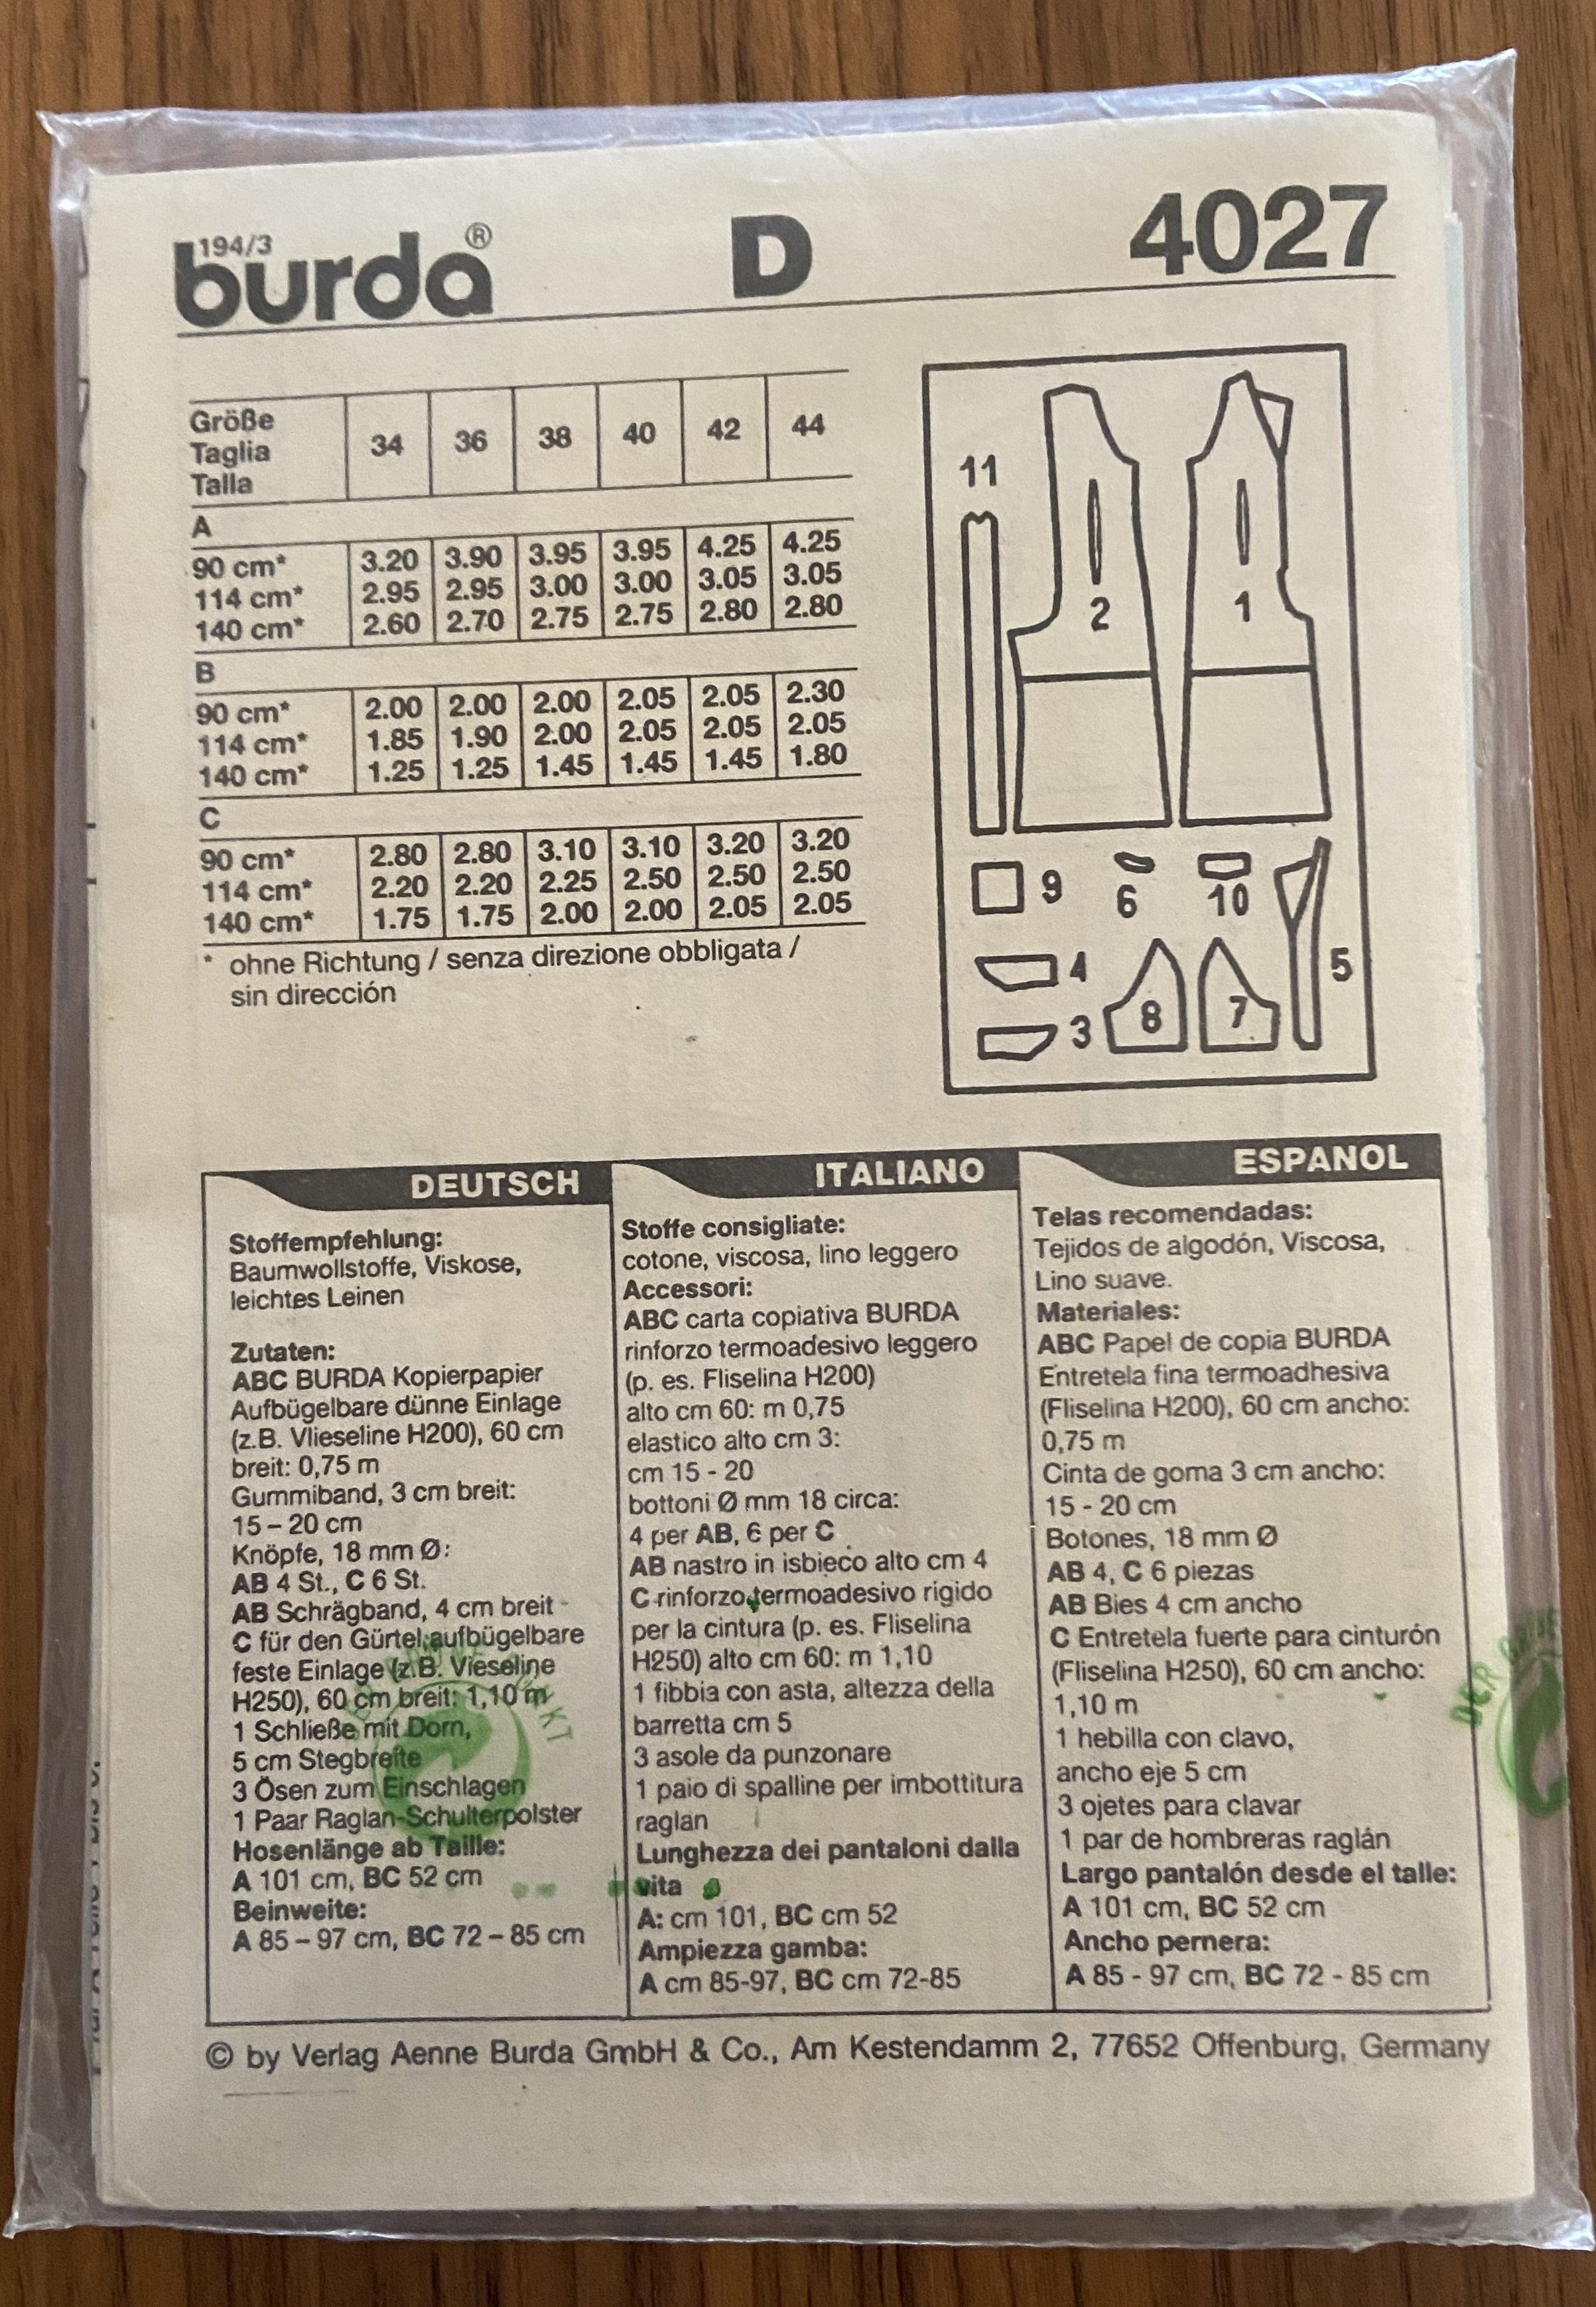 194/3
burda®
D
4027
Größe
Taglia
Talla
34 36 38 40 42 44
A
90 cm* 3.20 3.90 3.95 3.95 4.25 4.25
114 cm* 2.95 2.95 3.00 3.00 3.05 3.05
140 cm* 2.60 2.70 2.75 2.75 2.80 2.80
B
90 cm* 2.00 2.00 2.00 2.05 2.05 2.30
114 cm* 1.85 1.90 2.00 2.05 2.05 2.05
140 cm* 1.25 1.25 1.45 1.45 1.45 1.80
C
90 cm* 2.80 2.80 3.10 3.10 3.20 3.20
114 cm* 2.20 2.20 2.25 2.50 2.50 2.50
140 cm* 1.75 1.75 2.00 2.00 2.05 2.05
* ohne Richtung / senza direzione obbligata /
sin dirección
11
2
1
9
6
10
4
5
3
8
7
DEUTSCH
Stoffempfehlung:
Baumwollstoffe, Viskose,
leichtes Leinen
Zutaten:
ABC BURDA Kopierpapier
Aufbügelbare dünne Einlage
(z.B. Vlieseline H200), 60 cm
breit: 0,75 m
Gummiband, 3 cm breit:
15 – 20 cm
Knöpfe, 18 mm Ø:
AB 4 St., C 6 St.
AB Schrägband, 4 cm breit
C für den Gürtel aufbügelbare
feste Einlage (z.B. Vieseline
H250), 60 cm breit: 1,10 m
1 Schließe mit Dorn,
5 cm Stegbreite
3 Ösen zum Einschlagen
1 Paar Raglan-Schulterpolster
Hosenlänge ab Taille:
A 101 cm, BC 52 cm
Beinweite:
A 85 – 97 cm, BC 72 – 85 cm
ITALIANO
Stoffe consigliate:
cotone, viscosa, lino leggero
Accessori:
ABC carta copiativa BURDA
rinforzo termoadesivo leggero
(p. es. Fliselina H200)
alto cm 60: m 0,75
elastico alto cm 3:
cm 15 - 20
bottoni Ø mm 18 circa:
4 per AB, 6 per C
AB nastro in isbieco alto cm 4
C rinforzo termoadesivo rigido
per la cintura (p. es. Fliselina
H250) alto cm 60: m 1,10
1 fibbia con asta, altezza della
barretta cm 5
3 asole da punzonare
1 paio di spalline per imbottitura
raglan
Lunghezza dei pantaloni dalla
vita
A: cm 101, BC cm 52
Ampiezza gamba:
A cm 85-97, BC cm 72-85
ESPANOL
Telas recomendadas:
Tejidos de algodón, Viscosa,
Lino suave.
Materiales:
ABC Papel de copia BURDA
Entretela fina termoadhesiva
(Fliselina H200), 60 cm ancho:
0,75 m
Cinta de goma 3 cm ancho:
15 - 20 cm
Botones, 18 mm Ø
AB 4, C 6 piezas
AB Bies 4 cm ancho
C Entretela fuerte para cinturón
(Fliselina H250), 60 cm ancho:
1,10 m
1 hebilla con clavo,
ancho eje 5 cm
3 ojetes para clavar
1 par de hombreras raglán
Largo pantalón desde el talle:
A 101 cm, BC 52 cm
Ancho pernera:
A 85 - 97 cm, BC 72 - 85 cm
DER
© by Verlag Aenne Burda GmbH & Co., Am Kestendamm 2, 77652 Offenburg, Germany